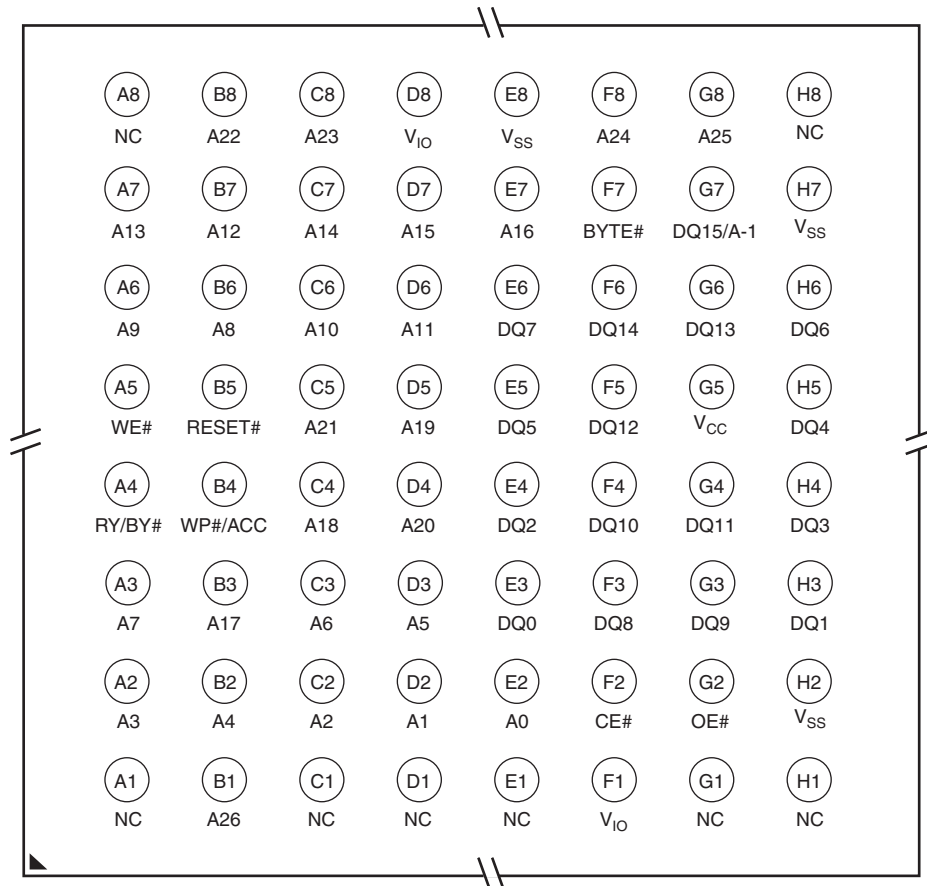 A8 B8 C8 D8 E8 F8 G8 H8
NC A22 A23 VIO VSS A24 A25 NC
A7 B7 C7 D7 E7 F7 G7 H7
A13 A12 A14 A15 A16 BYTE# DQ15/A-1 VSS
A6 B6 C6 D6 E6 F6 G6 H6
A9 A8 A10 A11 DQ7 DQ14 DQ13 DQ6
A5 B5 C5 D5 E5 F5 G5 H5
WE# RESET# A21 A19 DQ5 DQ12 VCC DQ4
A4 B4 C4 D4 E4 F4 G4 H4
RY/BY# WP#/ACC A18 A20 DQ2 DQ10 DQ11 DQ3
A3 B3 C3 D3 E3 F3 G3 H3
A7 A17 A6 A5 DQ0 DQ8 DQ9 DQ1
A2 B2 C2 D2 E2 F2 G2 H2
A3 A4 A2 A1 A0 CE# OE# VSS
A1 B1 C1 D1 E1 F1 G1 H1
NC A26 NC NC NC VIO NC NC